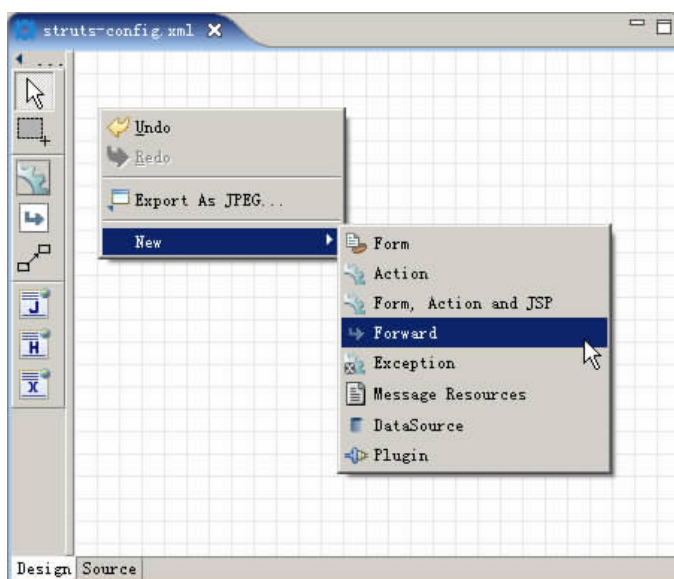 struts-config.xml
...
Undo
Redo
Export As JPEG...
New
Form
Action
Form, Action and JSP
Forward
Exception
Message Resources
DataSource
Plugin
J
H
X
Design Source